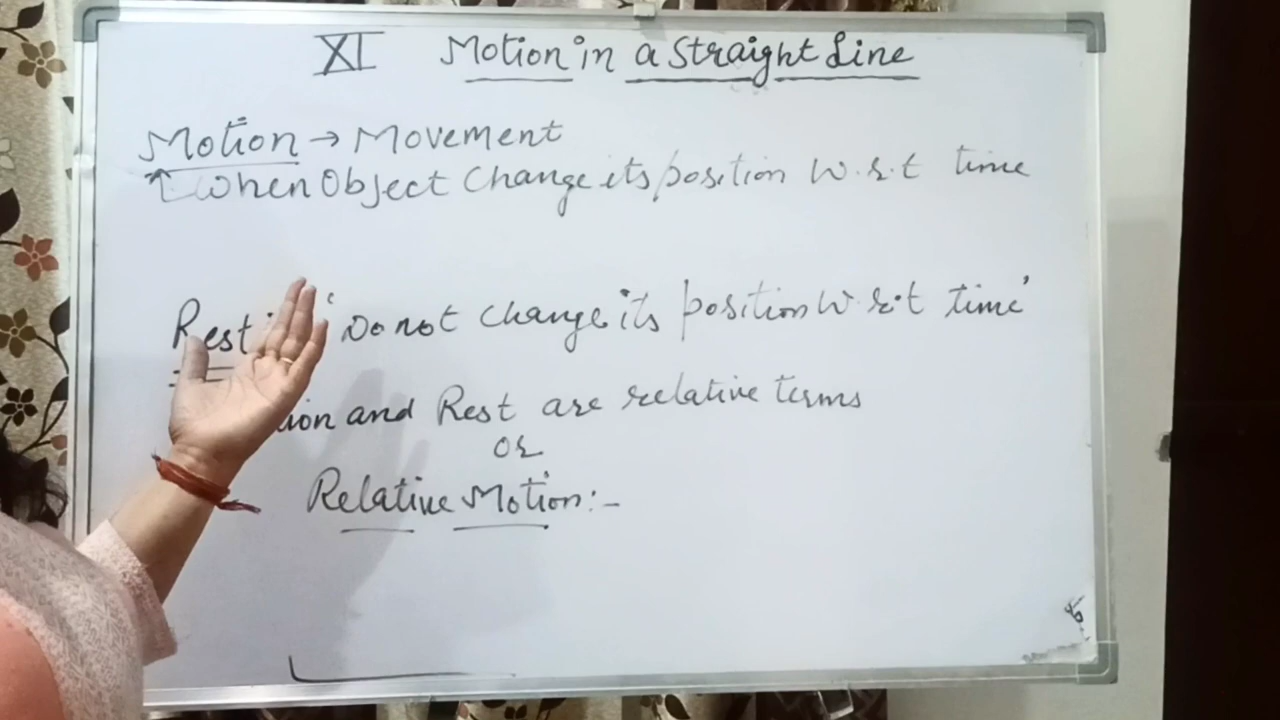 XI Motion in a Straight Line
Motion → Movement
When Object Change its position w.r.t time
Rest :- 'Do not change its position w r.t time'
ion and Rest are relative terms
or
Relative Motion:-